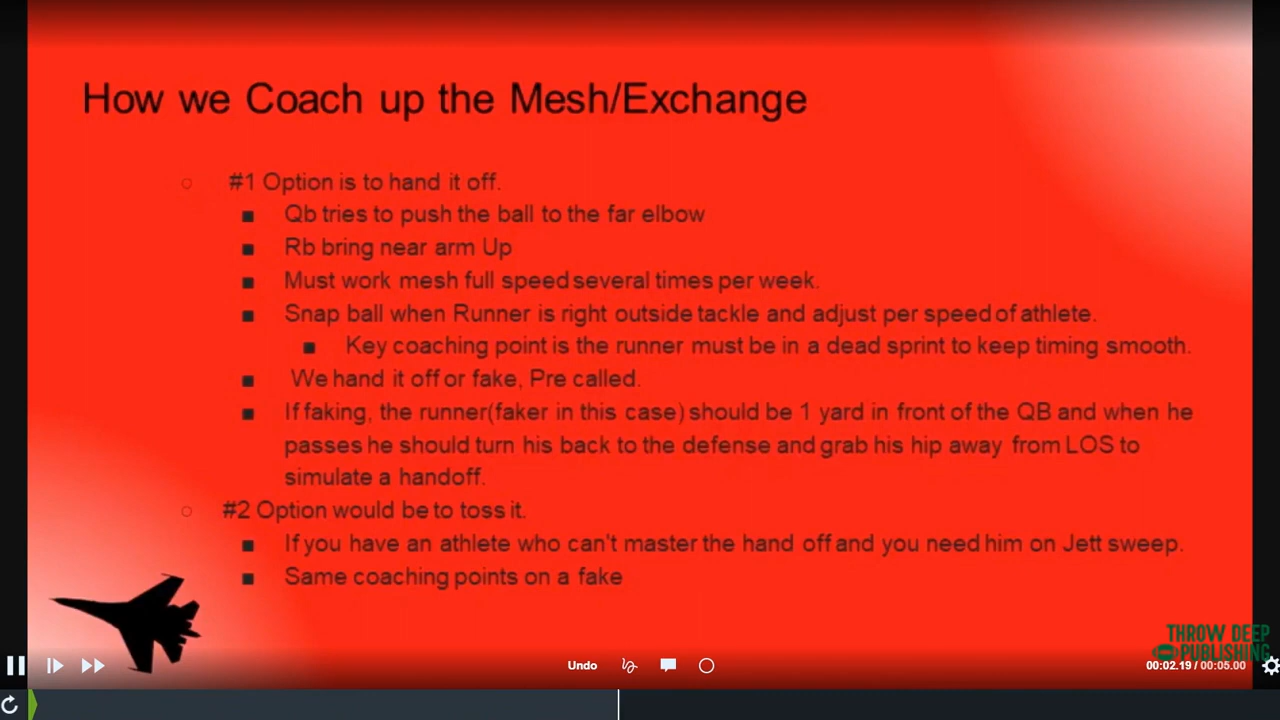 How we Coach up the Mesh/Exchange
#1 Option is to hand it off.
Qb tries to push the ball to the far elbow
Rb bring near arm Up
Must work mesh full speed several times per week.
Snap ball when Runner is right outside tackle and adjust per speed of athlete.
Key coaching point is the runner must be in a dead sprint to keep timing smooth.
We hand it off or fake, Pre called.
If faking, the runner(faker in this case) should be 1 yard in front of the QB and when he
passes he should turn his back to the defense and grab his hip away from LOS to
simulate a handoff.
#2 Option would be to toss it.
If you have an athlete who can't master the hand off and you need him on Jett sweep.
Same coaching points on a fake
THROW DEEP
PUBLISHING
Undo
00:02.19 / 00:05.00